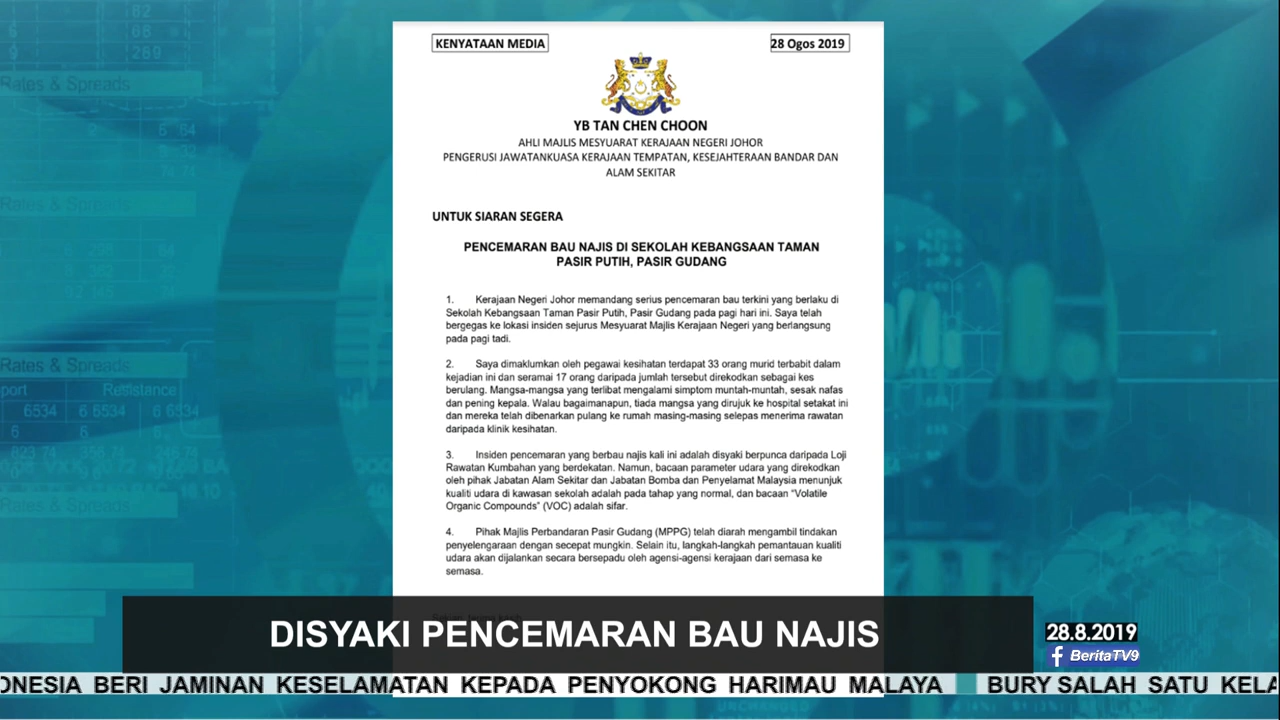 KENYATAAN MEDIA
28 Ogos 2019
YB TAN CHEN CHOON
AHLI MAJLIS MESYUARAT KERAJAAN NEGERI JOHOR
PENGERUSI JAWATANKUASA KERAJAAN TEMPATAN, KESEJAHTERAAN BANDAR DAN
ALAM SEKITAR
UNTUK SIARAN SEGERA
PENCEMARAN BAU NAJIS DI SEKOLAH KEBANGSAAN TAMAN
PASIR PUTIH, PASIR GUDANG
1. Kerajaan Negeri Johor memandang serius pencemaran bau terkini yang berlaku di
Sekolah Kebangsaan Taman Pasir Putih, Pasir Gudang pada pagi hari ini. Saya telah
bergegas ke lokasi insiden sejurus Mesyuarat Majlis Kerajaan Negeri yang berlangsung
pada pagi tadi.
2. Saya dimaklumkan oleh pegawai kesihatan terdapat 33 orang murid terbabit dalam
kejadian ini dan seramai 17 orang daripada jumlah tersebut direkodkan sebagai kes
berulang. Mangsa-mangsa yang terlibat mengalami simptom muntah-muntah, sesak nafas
dan pening kepala. Walau bagaimanapun, tiada mangsa yang dirujuk ke hospital setakat ini
dan mereka telah dibenarkan pulang ke rumah masing-masing selepas menerima rawatan
daripada klinik kesihatan.
3. Insiden pencemaran yang berbau najis kali ini adalah disyaki berpunca daripada Loji
Rawatan Kumbahan yang berdekatan. Namun, bacaan parameter udara yang direkodkan
oleh pihak Jabatan Alam Sekitar dan Jabatan Bomba dan Penyelamat Malaysia menunjuk
kualiti udara di kawasan sekolah adalah pada tahap yang normal, dan bacaan "Volatile
Organic Compounds" (VOC) adalah sifar.
4. Pihak Majlis Perbandaran Pasir Gudang (MPPG) telah diarah mengambil tindakan
penyelengaraan dengan secepat mungkin. Selain itu, langkah-langkah pemantauan kualiti
udara akan dijalankan secara bersepadu oleh agensi-agensi kerajaan dari semasa ke
semasa.
Rates & Spreads
Rates & Spreads
Rates & Spreads
Resistance
6534 6 5534 6 6534
Rates & Spreads
DISYAKI PENCEMARAN BAU NAJIS
28.8.2019
f BeritaTV9
ONESIA BERI JAMINAN KESELAMATAN KEPADA PENYOKONG HARIMAU MALAYA BURY SALAH SATU KELA